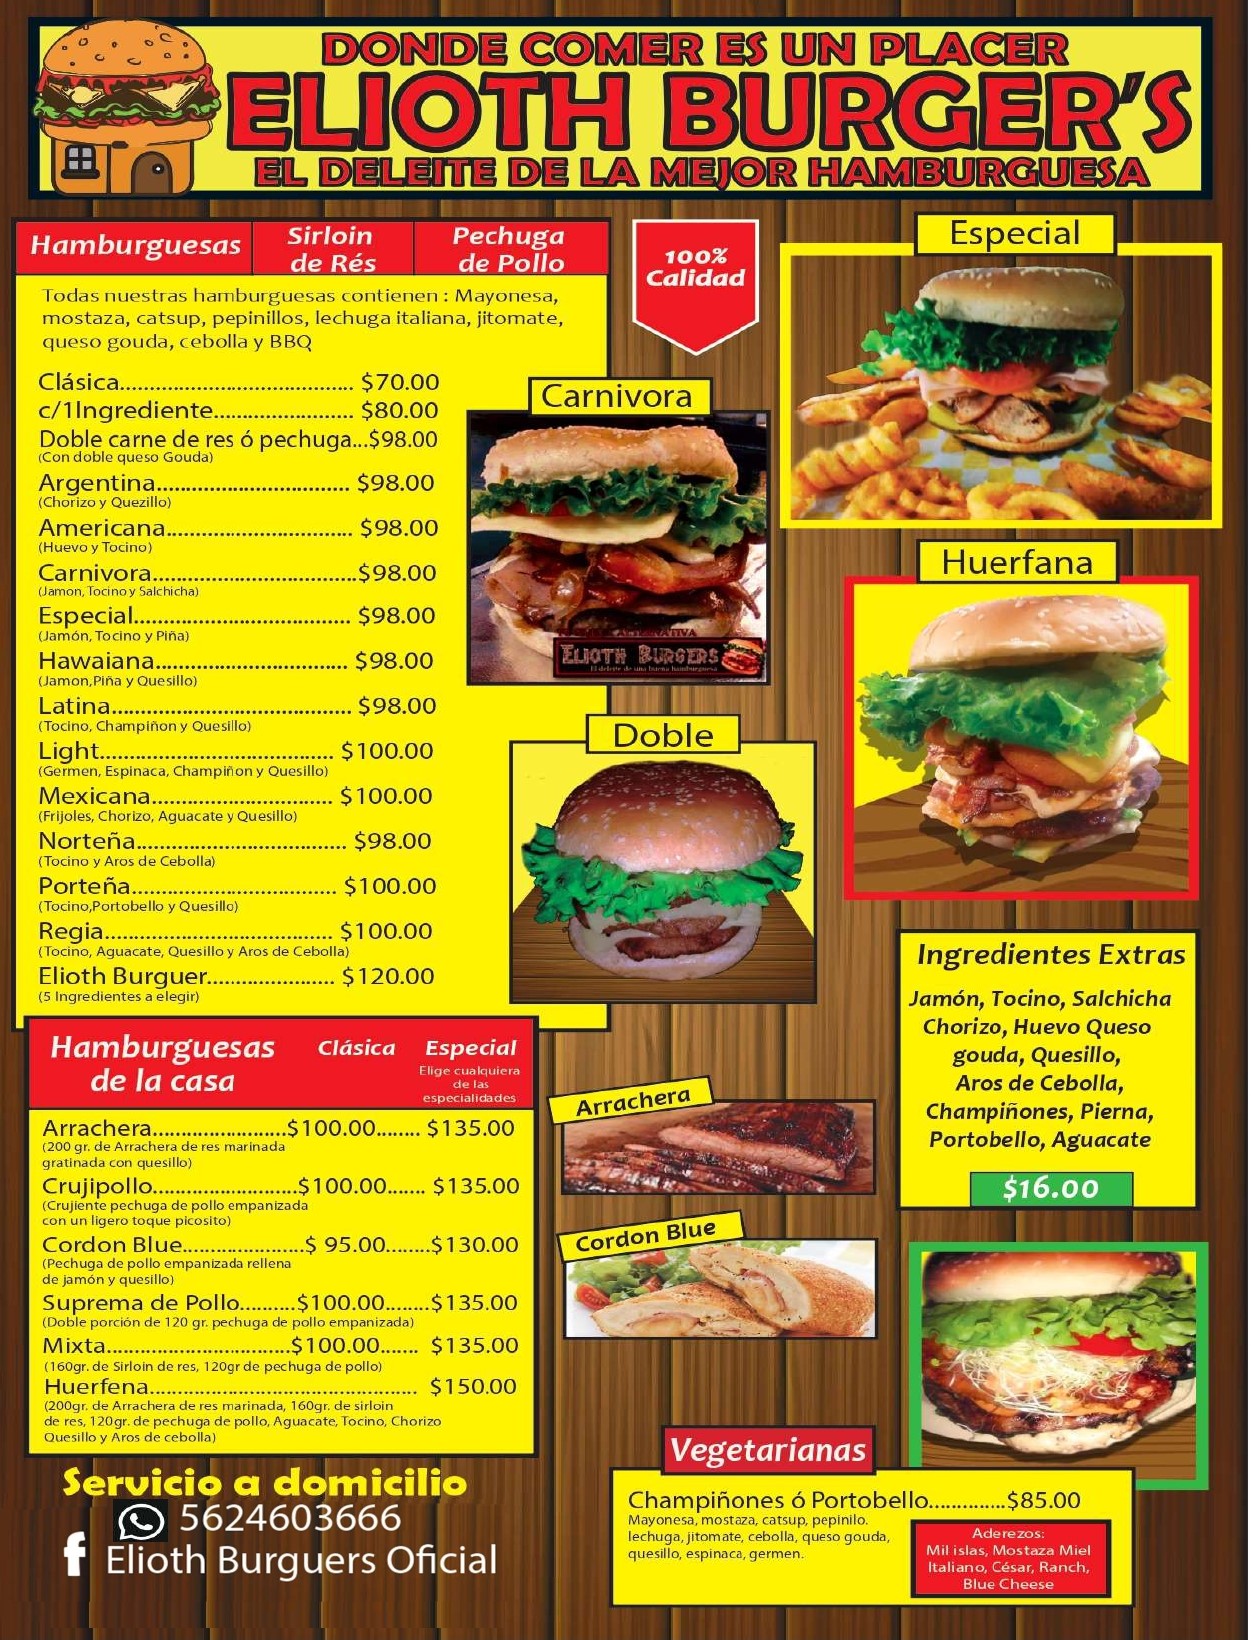 DONDE COMER ES UN PLACER
ELIOTH BURGER'S
EL DELEITE DE LA MEJOR HAMBURGUESA
Hamburguesas
Sirloin
de Rés
Pechuga
de Pollo
Todas nuestras hamburguesas contienen : Mayonesa,
mostaza, catsup, pepinillos, lechuga italiana, jitomate,
queso gouda, cebolla y BBQ
Clásica........................................ $70.00
c/1Ingrediente........................ $80.00
Doble carne de res ó pechuga...$98.00
(Con doble queso Gouda)
Argentina................................. $98.00
(Chorizo y Quezillo)
Americana................................ $98.00
(Huevo y Tocino)
Carnivora...................................$98.00
(Jamon, Tocino y Salchicha)
Especial..................................... $98.00
(Jamón, Tocino y Piña)
Hawaiana................................. $98.00
(Jamon,Piña y Quesillo)
Latina.............................................. $98.00
(Tocino, Champiñon y Quesillo)
Light....................................... $100.00
(Germen, Espinaca, Champiñon y Quesillo)
Mexicana............................... $100.00
(Frijoles, Chorizo, Aguacate y Quesillo)
Norteña.................................... $98.00
(Tocino y Aros de Cebolla)
Porteña................................... $100.00
(Tocino,Portobello y Quesillo)
Regia....................................... $100.00
(Tocino, Aguacate, Quesillo y Aros de Cebolla)
Elioth Burguer...................... $120.00
(5 Ingredientes a elegir)
100%
Calidad
Especial
Carnivora
ELIOTH BURGERS
El deleite de una buena hamburguesa
Huerfana
Doble
Ingredientes Extras
Jamón, Tocino, Salchicha
Chorizo, Huevo Queso
gouda, Quesillo,
Aros de Cebolla,
Champiñones, Pierna,
Portobello, Aguacate
$16.00
Hamburguesas
de la casa
Clásica
Especial
Elige cualquiera
de las
especialidades
Arrachera.......................$100.00........ $135.00
(200 gr. de Arrachera de res marinada
gratinada con quesillo)
Crujipollo.........................$100.00....... $135.00
(Crujiente pechuga de pollo empanizada
con un ligero toque picosito)
Cordon Blue.....................$ 95.00........$130.00
(Pechuga de pollo empanizada rellena
de jamón y quesillo)
Suprema de Pollo..........$100.00........$135.00
(Doble porción de 120 gr. pechuga de pollo empanizada)
Mixta................................$100.00....... $135.00
(160gr. de Sirloin de res, 120gr de pechuga de pollo)
Huerfena.............................................. $150.00
(200gr. de Arrachera de res marinada, 160gr. de sirloin
de res, 120gr. de pechuga de pollo, Aguacate, Tocino, Chorizo
Quesillo y Aros de cebolla)
Arrachera
Cordon Blue
Servicio a domicilio
5624603666
f Elioth Burguers Oficial
Vegetarianas
Champiñones ó Portobello..............$85.00
Mayonesa, mostaza, catsup, pepinilo.
lechuga, jitomate, cebolla, queso gouda,
quesillo, espinaca, germen.
Aderezos:
Mil islas, Mostaza Miel
Italiano, César, Ranch,
Blue Cheese